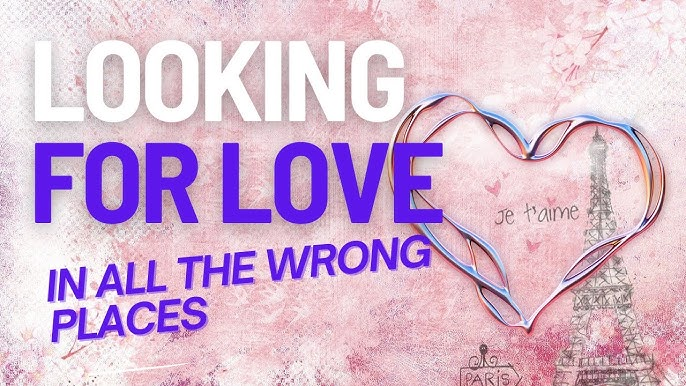 LOOKING
FOR LOVE
IN ALL THE WRONG
PLACES
Je t'aime
PARIS